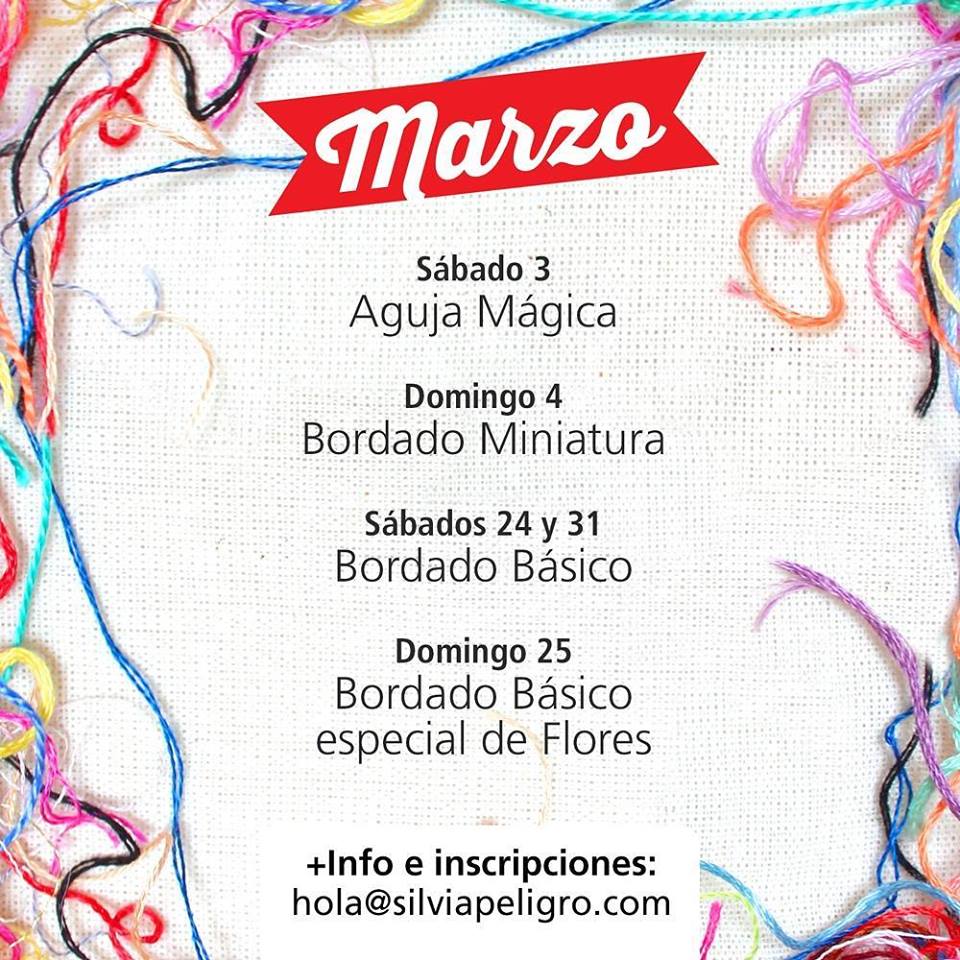 Marzo
Sábado 3
Aguja Mágica
Domingo 4
Bordado Miniatura
Sábados 24 y 31
Bordado Básico
Domingo 25
Bordado Básico
especial de Flores
+Info e inscripciones:
hola@silviapeligro.com